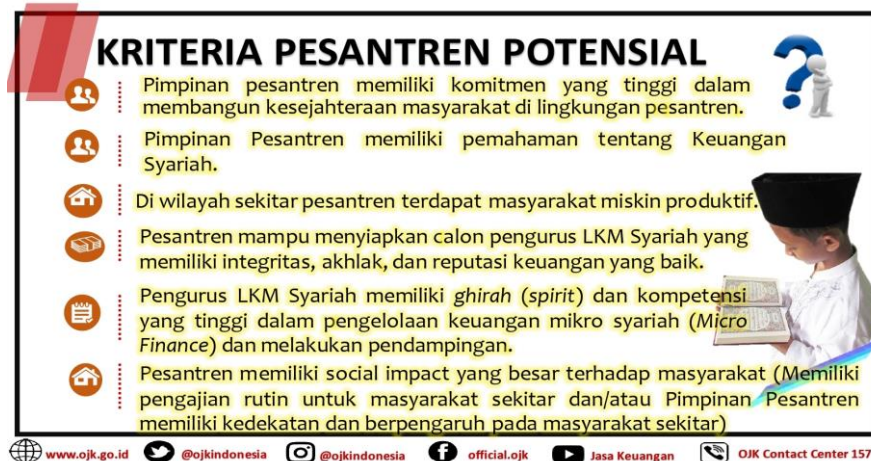 KRITERIA PESANTREN POTENSIAL
Pimpinan pesantren memiliki komitmen yang tinggi dalam
membangun kesejahteraan masyarakat di lingkungan pesantren.
Pimpinan Pesantren memiliki pemahaman tentang Keuangan
Syariah.
Di wilayah sekitar pesantren terdapat masyarakat miskin produktif.
Pesantren mampu menyiapkan calon pengurus LKM Syariah yang
memiliki integritas, akhlak, dan reputasi keuangan yang baik.
Pengurus LKM Syariah memiliki ghirah (spirit) dan kompetensi
yang tinggi dalam pengelolaan keuangan mikro syariah (Micro
Finance) dan melakukan pendampingan.
Pesantren memiliki social impact yang besar terhadap masyarakat (Memiliki
pengajian rutin untuk masyarakat sekitar dan/atau Pimpinan Pesantren
memiliki kedekatan dan berpengaruh pada masyarakat sekitar)
www.ojk.go.id @ojkindonesia @ojkindonesia official.ojk Jasa Keuangan OJK Contact Center 157